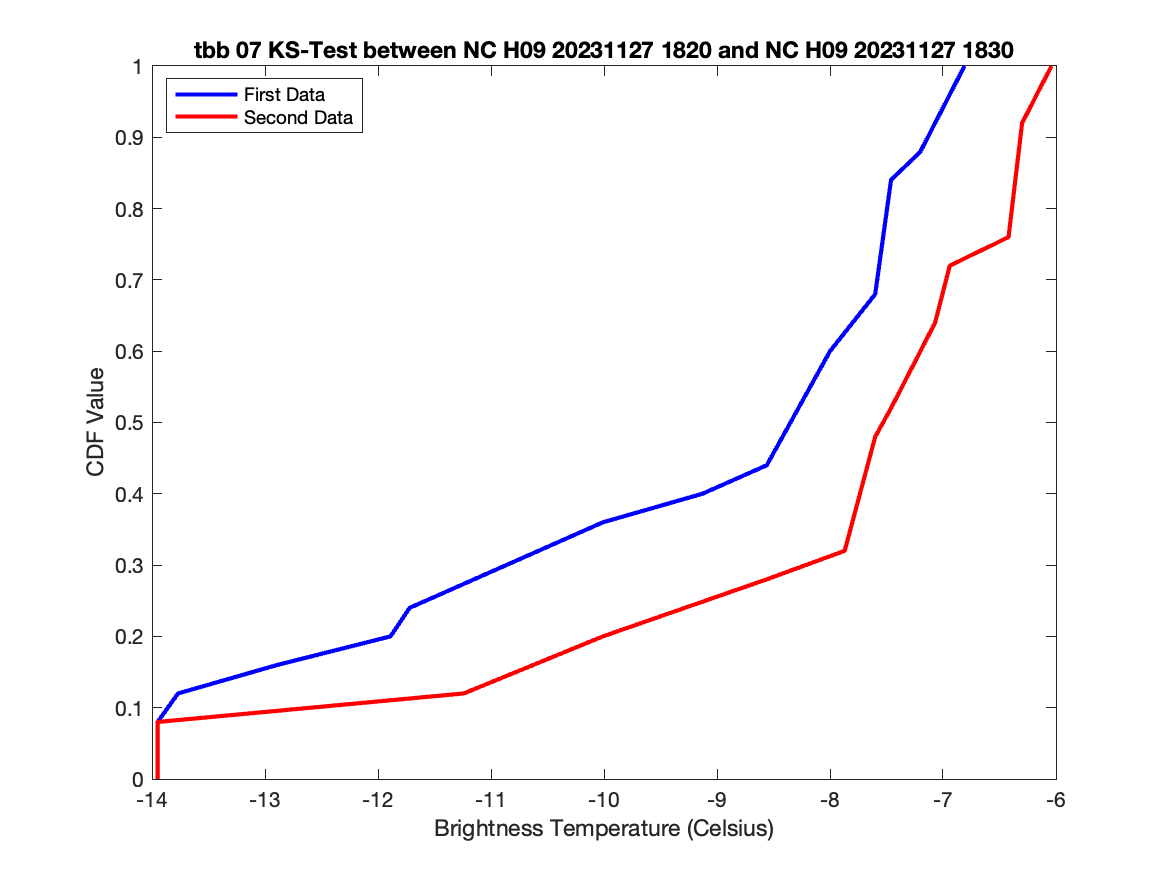 tbb 07 KS-Test between NC H09 20231127 1820 and NC H09 20231127 1830
First Data
Second Data
1
0.9
0.8
0.7
0.6
0.5
0.4
0.3
0.2
0.1
0
CDF Value
-14 -13 -12 -11 -10 -9 -8 -7 -6
Brightness Temperature (Celsius)